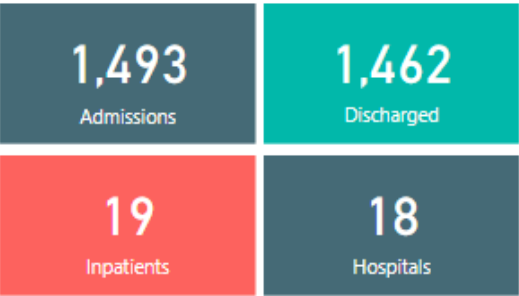 1,493
Admissions
1,462
Discharged
19
Inpatients
18
Hospitals